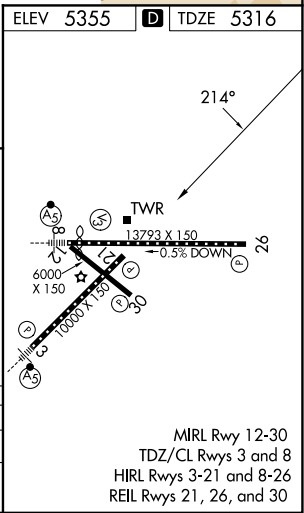 ELEV 5355 D TDZE 5316
214°
A5
V5
TWR
8
12
13793 X 150
26
0.5% DOWN
P
21
P
6000
X 150
P
30
10000 X 150
P
3
A5
MIRL Rwy 12-30
TDZ/CL Rwys 3 and 8
HIRL Rwys 3-21 and 8-26
REIL Rwys 21, 26, and 30